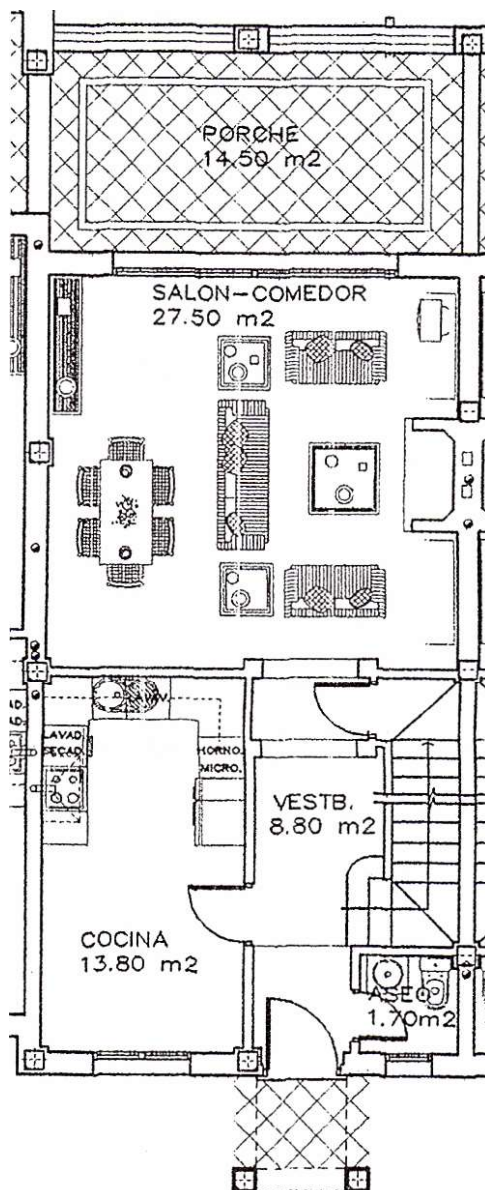 PORCHE
14.50 m2
SALON-COMEDOR
27.50 m2
LAVAV.
LAVAD
SECAD.
HORNO
MICRO.
VESTB.
8.80 m2
COCINA
13.80 m2
ASEO
1.70m2